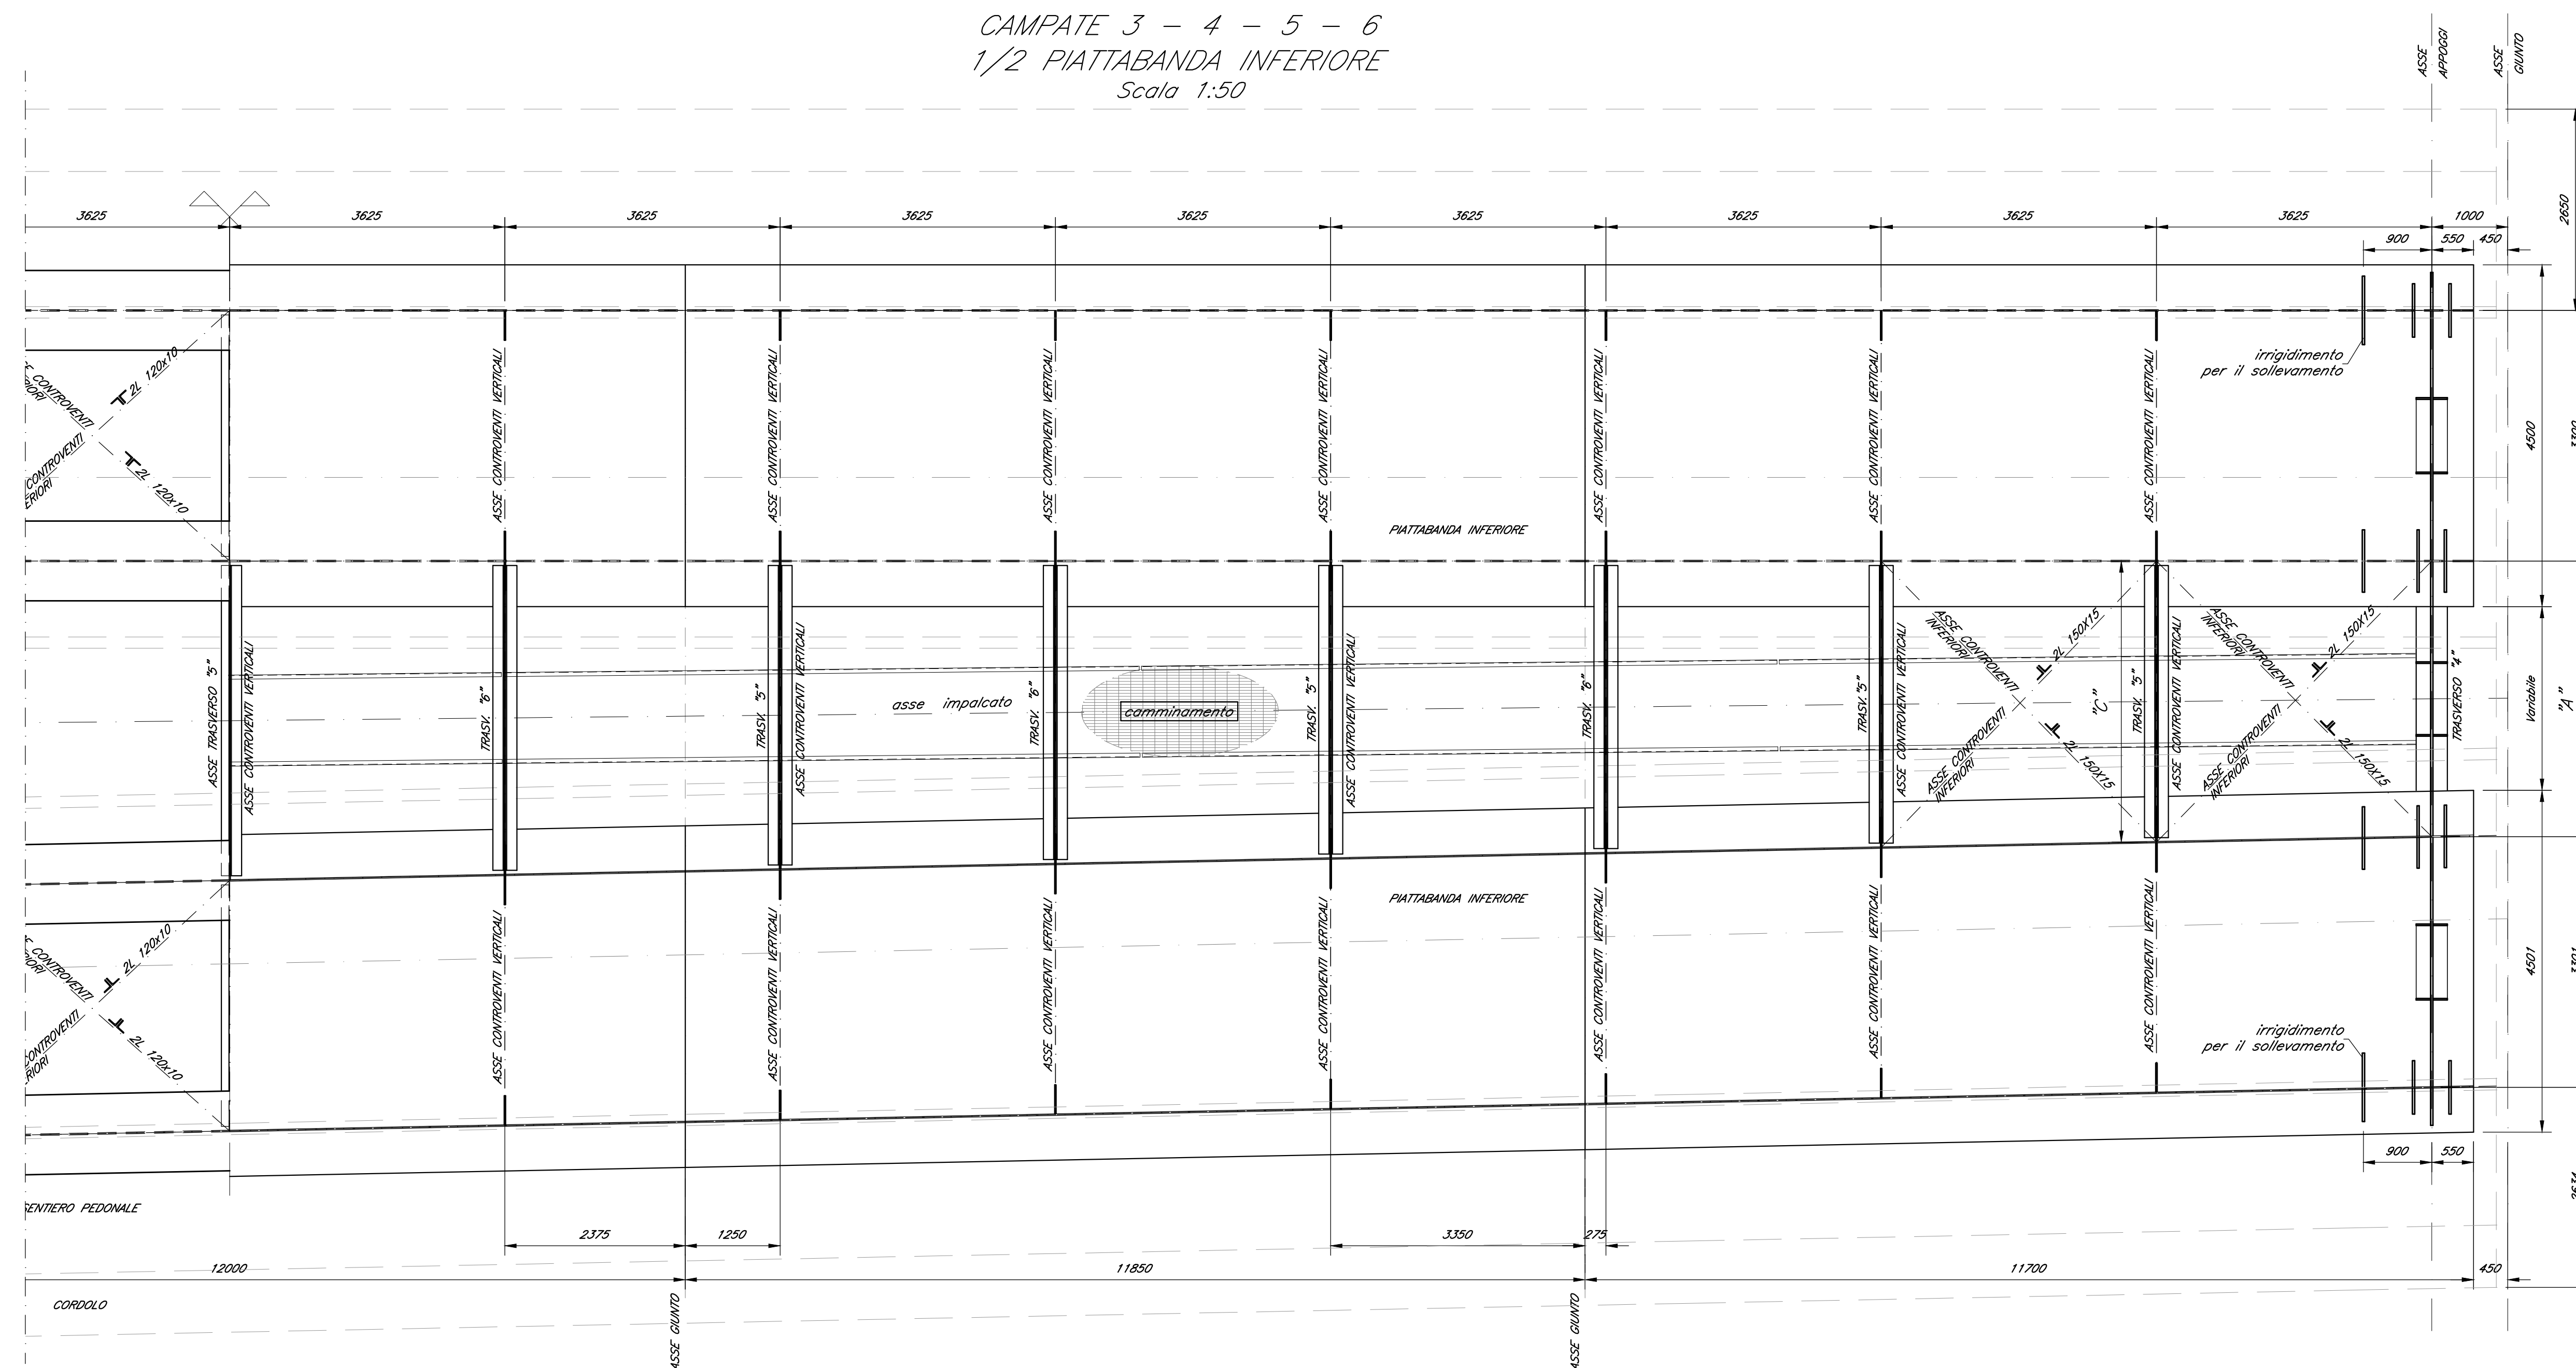 CAMPATE 3 - 4 - 5 - 6
1/2 PIATTABANDA INFERIORE
Scala 1:50
ASSE
APPOGGI
ASSE
GIUNTO
3625
3625
3625
3625
3625
3625
3625
3625
3625
1000
2650
900
550
450
2L 120x10
2L 120x10
CONTROVENTI
CONTROVENTI
ASSE CONTROVENTI VERTICALI
ASSE CONTROVENTI VERTICALI
ASSE CONTROVENTI VERTICALI
ASSE CONTROVENTI VERTICALI
ASSE CONTROVENTI VERTICALI
ASSE CONTROVENTI VERTICALI
ASSE CONTROVENTI VERTICALI
irrigidimento
per il sollevamento
4500
PIATTABANDA INFERIORE
ASSE TRASVERSO "5"
ASSE CONTROVENTI VERTICALI
TRASV. "6"
TRASV. "5"
ASSE CONTROVENTI VERTICALI
asse impalcato
TRASV. "6"
camminamento
TRASV. "5"
ASSE CONTROVENTI VERTICALI
TRASV. "6"
TRASV. "5"
ASSE CONTROVENTI VERTICALI
ASSE CONTROVENTI
INFERIORI
2L 150X15
ASSE CONTROVENTI
INFERIORI
2L 150X15
"C"
TRASV. "5"
ASSE CONTROVENTI VERTICALI
ASSE CONTROVENTI
INFERIORI
2L 150X15
ASSE CONTROVENTI
INFERIORI
2L 150X15
TRASVERSO "4"
Variabile
"A"
PIATTABANDA INFERIORE
CONTROVENTI
2L 120x10
CONTROVENTI
2L 120x10
ASSE CONTROVENTI VERTICALI
ASSE CONTROVENTI VERTICALI
ASSE CONTROVENTI VERTICALI
ASSE CONTROVENTI VERTICALI
ASSE CONTROVENTI VERTICALI
ASSE CONTROVENTI VERTICALI
ASSE CONTROVENTI VERTICALI
4501
irrigidimento
per il sollevamento
900
550
SENTIERO PEDONALE
2375
1250
3350
275
12000
11850
11700
450
CORDOLO
ASSE GIUNTO
ASSE GIUNTO